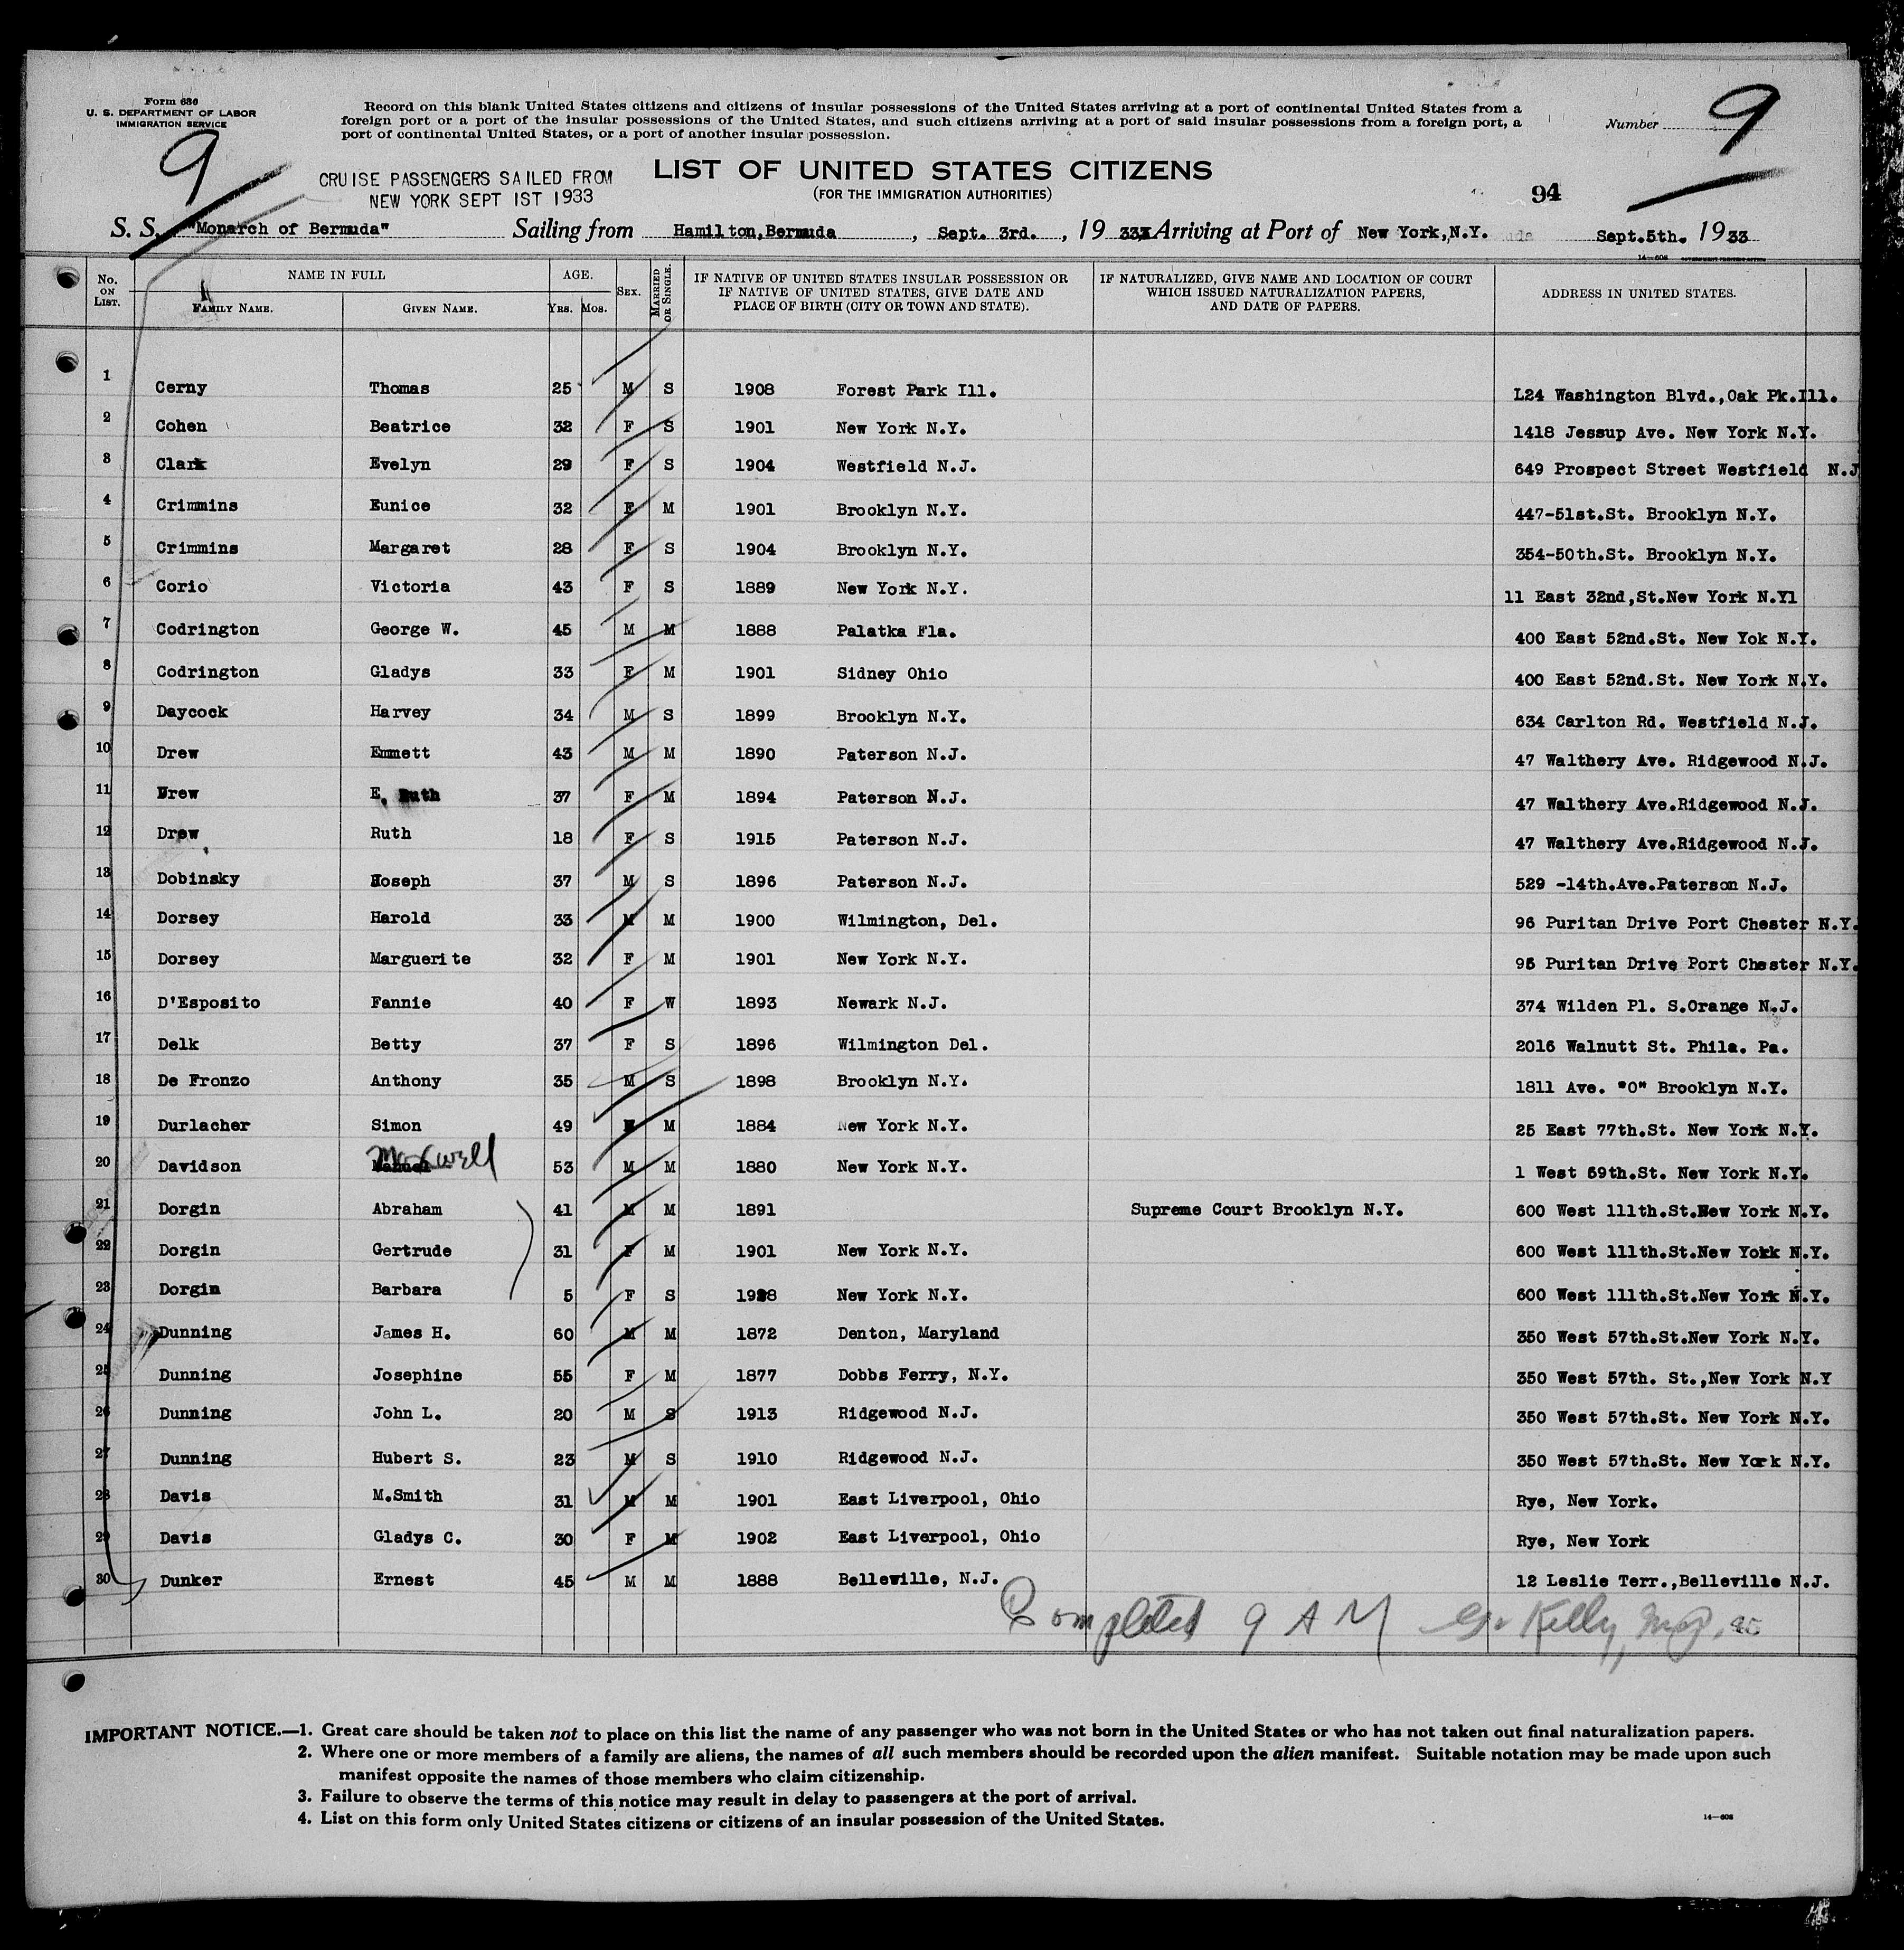 Form 630
U. S. DEPARTMENT OF LABOR
IMMIGRATION SERVICE
Record on this blank United States citizens and citizens of insular possessions of the United States arriving at a port of continental United States from a
foreign port or a port of the insular possessions of the United States, and such citizens arriving at a port of said insular possessions from a foreign port, a
port of continental United States, or a port of another insular possession.
Number 9
9
CRUISE PASSENGERS SAILED FROM
NEW YORK SEPT 1ST 1933
LIST OF UNITED STATES CITIZENS
(FOR THE IMMIGRATION AUTHORITIES)
94
S. S. "Monarch of Bermuda" Sailing from Hamilton,Bermuda , Sept. 3rd. , 19 33 Arriving at Port of New York,,N.Y. Sept.5th. 1933
14—608
No. ON LIST. NAME IN FULL FAMILY NAME. GIVEN NAME. AGE. YRS. MOS. SEX. MARRIED OR SINGLE. IF NATIVE OF UNITED STATES INSULAR POSSESSION OR IF NATIVE OF UNITED STATES, GIVE DATE AND PLACE OF BIRTH (CITY OR TOWN AND STATE). IF NATURALIZED, GIVE NAME AND LOCATION OF COURT WHICH ISSUED NATURALIZATION PAPERS, AND DATE OF PAPERS. ADDRESS IN UNITED STATES.
1 Cerny Thomas 25 M S 1908 Forest Park Ill. L24 Washington Blvd.,Oak Pk.Ill.
2 Cohen Beatrice 32 F S 1901 New York N.Y. 1418 Jessup Ave. New York N.Y.
3 Clark Evelyn 29 F S 1904 Westfield N.J. 649 Prospect Street Westfield N.J
4 Crimmins Eunice 32 F M 1901 Brooklyn N.Y. 447-51st.St. Brooklyn N.Y.
5 Crimmins Margaret 28 F S 1904 Brooklyn N.Y. 354-50th.St. Brooklyn N.Y.
6 Corio Victoria 43 F S 1889 New York N.Y. 11 East 32nd,St.New York N.Yl
7 Codrington George W. 45 M M 1888 Palatka Fla. 400 East 52nd.St. New Yok N.Y.
8 Codrington Gladys 33 F M 1901 Sidney Ohio 400 East 52nd.St. New York N.Y.
9 Daycock Harvey 34 M S 1899 Brooklyn N.Y. 634 Carlton Rd. Westfield N.J.
10 Drew Emmett 43 M M 1890 Paterson N.J. 47 Walthery Ave. Ridgewood N.J.
11 Drew E. Ruth 37 F M 1894 Paterson N.J. 47 Walthery Ave.Ridgewood N.J.
12 Drew Ruth 18 F S 1915 Paterson N.J. 47 Walthery Ave.Ridgewood N.J.
13 Dobinsky Joseph 37 M S 1896 Paterson N.J. 529 -14th.Ave.Paterson N.J.
14 Dorsey Harold 33 M M 1900 Wilmington, Del. 96 Puritan Drive Port Chester N.Y.
15 Dorsey Marguerite 32 F M 1901 New York N.Y. 95 Puritan Drive Port Chester N.Y.
16 D'Esposito Fannie 40 F W 1893 Newark N.J. 374 Wilden Pl. S.Orange N.J.
17 Delk Betty 37 F S 1896 Wilmington Del. 2016 Walnutt St. Phila. Pa.
18 De Fronzo Anthony 35 M S 1898 Brooklyn N.Y. 1811 Ave. "O" Brooklyn N.Y.
19 Durlacher Simon 49 M M 1884 New York N.Y. 25 East 77th.St. New York N.Y.
20 Davidson Maxwell 53 M M 1880 New York N.Y. 1 West 69th.St. New York N.Y.
21 Dorgin Abraham 41 M M 1891 Supreme Court Brooklyn N.Y. 600 West 111th.St.New York N.Y.
22 Dorgin Gertrude 31 F M 1901 New York N.Y. 600 West 111th.St.New York N.Y.
23 Dorgin Barbara 5 F S 1928 New York N.Y. 600 West 111th.St.New York N.Y.
24 Dunning James H. 60 M M 1872 Denton, Maryland 350 West 57th.St.New York N.Y.
25 Dunning Josephine 55 F M 1877 Dobbs Ferry, N.Y. 350 West 57th. St.,New York N.Y
26 Dunning John L. 20 M S 1913 Ridgewood N.J. 350 West 57th.St. New York N.Y.
27 Dunning Hubert S. 23 M S 1910 Ridgewood N.J. 350 West 57th.St. New York N.Y.
28 Davis M.Smith 31 M M 1901 East Liverpool, Ohio Rye, New York.
29 Davis Gladys C. 30 F M 1902 East Liverpool, Ohio Rye, New York
30 Dunker Ernest 45 M M 1888 Belleville, N.J. 12 Leslie Terr.,Belleville N.J.
Completed 9 A M Kelly, 95
IMPORTANT NOTICE.—1. Great care should be taken not to place on this list the name of any passenger who was not born in the United States or who has not taken out final naturalization papers.
2. Where one or more members of a family are aliens, the names of all such members should be recorded upon the alien manifest. Suitable notation may be made upon such
manifest opposite the names of those members who claim citizenship.
3. Failure to observe the terms of this notice may result in delay to passengers at the port of arrival.
4. List on this form only United States citizens or citizens of an insular possession of the United States.
14—608